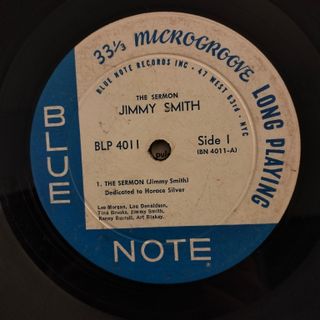 33⅓ MICROGROOVE LONG PLAYING
BLUE NOTE RECORDS INC • 47 WEST 63rd, NYC
THE SERMON
JIMMY SMITH
BLP 4011
Side 1
(BN 4011-A)
1. THE SERMON (Jimmy Smith)
Dedicated to Horace Silver
Lee Morgan, Lou Donaldson,
Tina Brooks, Jimmy Smith,
Kenny Burrell, Art Blakey.
BLUE
NOTE